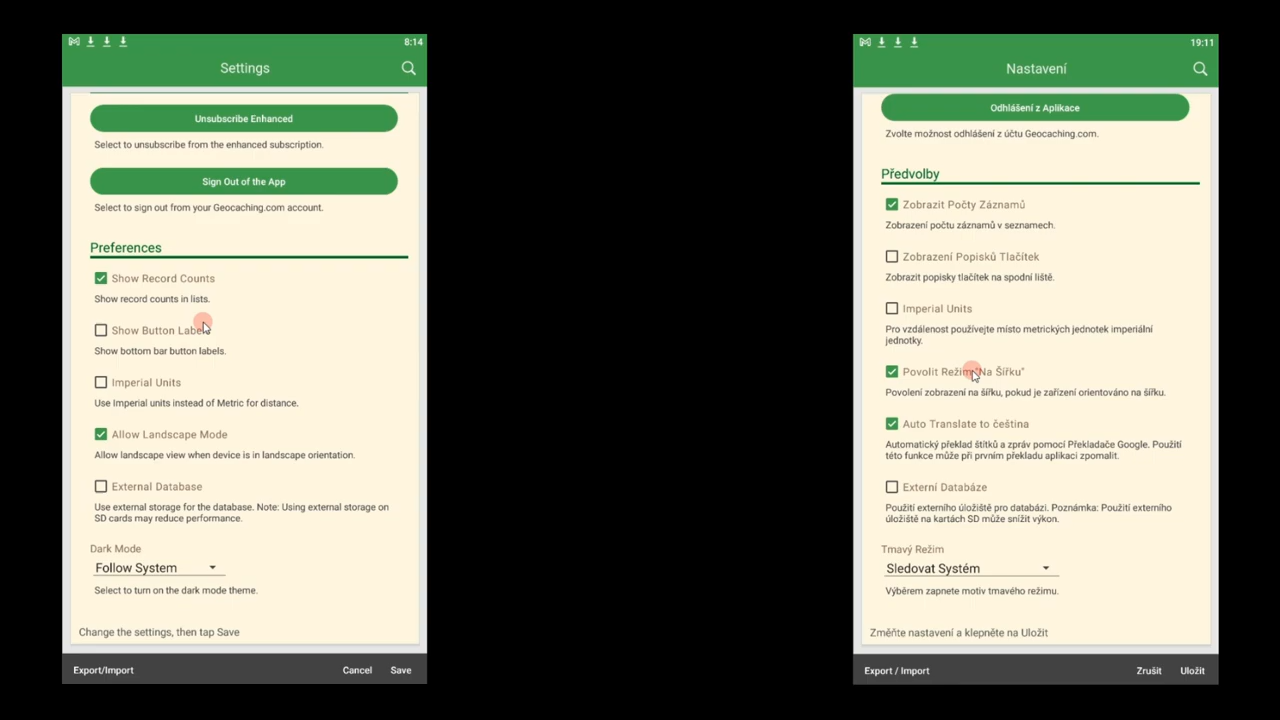 8:14
Settings
Unsubscribe Enhanced
Select to unsubscribe from the enhanced subscription.
Sign Out of the App
Select to sign out from your Geocaching.com account.
Preferences
Show Record Counts
Show record counts in lists.
Show Button Labels
Show bottom bar button labels.
Imperial Units
Use Imperial units instead of Metric for distance.
Allow Landscape Mode
Allow landscape view when device is in landscape orientation.
External Database
Use external storage for the database. Note: Using external storage on
SD cards may reduce performance.
Dark Mode
Follow System
Select to turn on the dark mode theme.
Change the settings, then tap Save
Export/Import Cancel Save
19:11
Nastavení
Odhlášení z Aplikace
Zvolte možnost odhlášení z účtu Geocaching.com.
Předvolby
Zobrazit Počty Záznamů
Zobrazení počtu záznamů v seznamech.
Zobrazení Popisků Tlačítek
Zobrazit popisky tlačítek na spodní liště.
Imperial Units
Pro vzdálenost používejte místo metrických jednotek imperiální
jednotky.
Povolit Režim "Na Šířku"
Povolení zobrazení na šířku, pokud je zařízení orientováno na šířku.
Auto Translate to čeština
Automatický překlad štítků a zpráv pomocí Překladače Google. Použití
této funkce může při prvním překladu aplikaci zpomalit.
Externí Databáze
Použití externího úložiště pro databázi. Poznámka: Použití externího
úložiště na kartách SD může snížit výkon.
Tmavý Režim
Sledovat Systém
Výběrem zapnete motiv tmavého režimu.
Změňte nastavení a klepněte na Uložit
Export / Import Zrušit Uložit